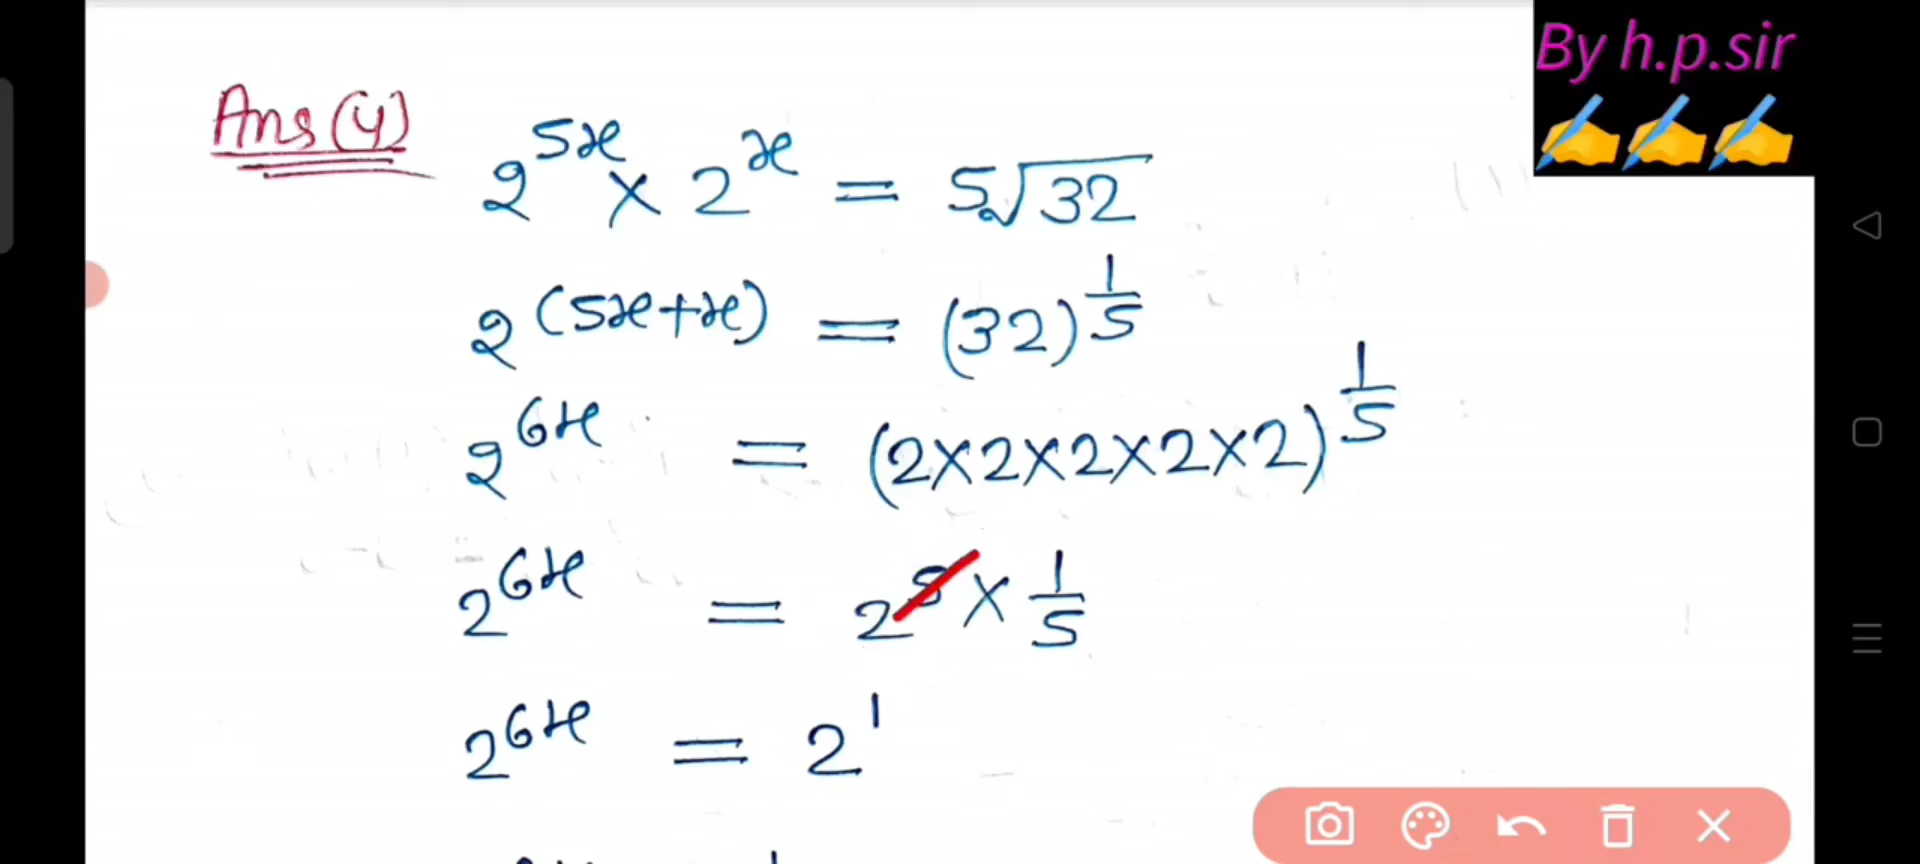 By h.p.sir
✍✍✍
Ans (4)
2^5x × 2^x = 5√32
2^(5x+x) = (32)^1/5
2^6x = (2×2×2×2×2)^1/5
2^6x = 2^5 × 1/5
2^6x = 2^1